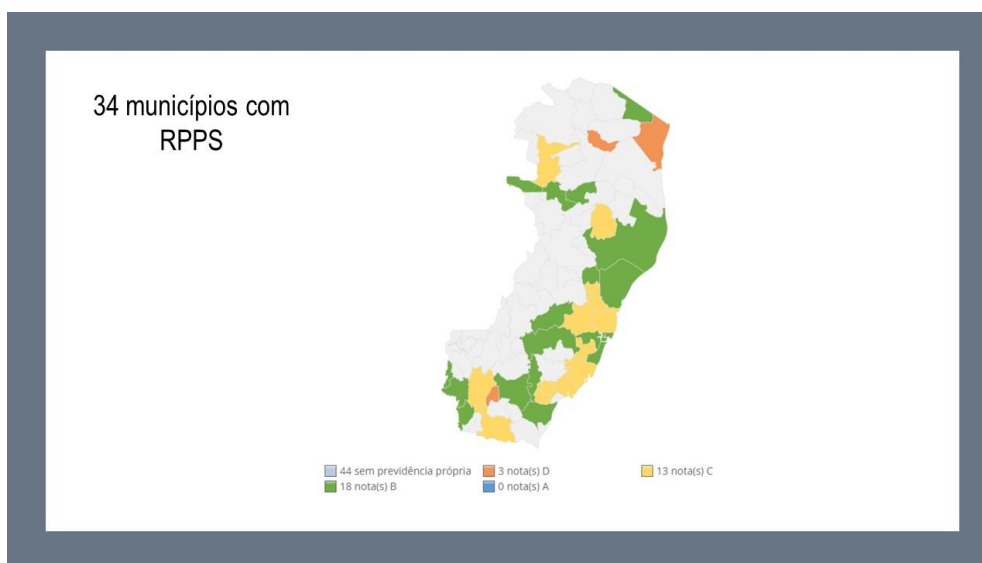 34 municípios com
RPPS
44 sem previdência própria
3 nota(s) D
13 nota(s) C
18 nota(s) B
0 nota(s) A